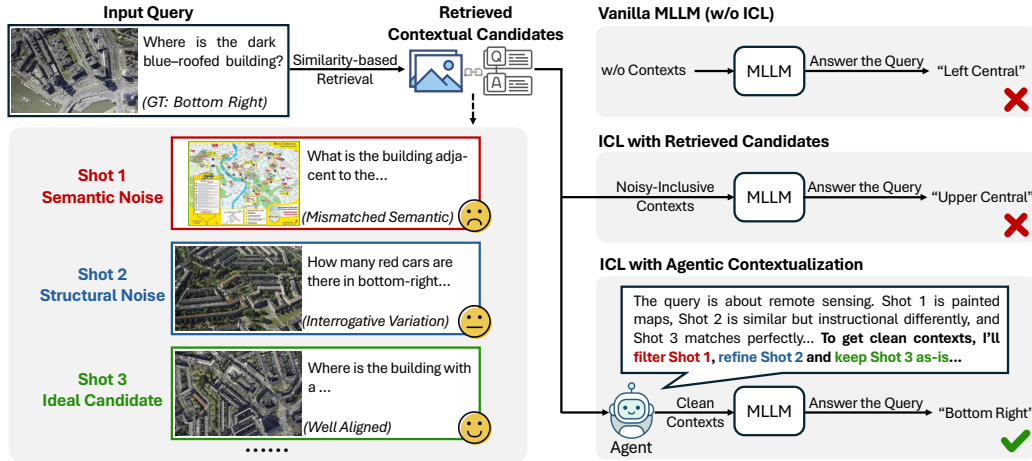 Input Query
Where is the dark
blue–roofed building?
(GT: Bottom Right)
Similarity-based
Retrieval
Retrieved
Contextual Candidates
Q
A
Shot 1
Semantic Noise
What is the building adja-
cent to the...
(Mismatched Semantic)
Shot 2
Structural Noise
How many red cars are
there in bottom-right...
(Interrogative Variation)
Shot 3
Ideal Candidate
Where is the building with
a ...
(Well Aligned)
......
Vanilla MLLM (w/o ICL)
w/o Contexts
MLLM
Answer the Query
“Left Central”
ICL with Retrieved Candidates
Noisy-Inclusive
Contexts
MLLM
Answer the Query
“Upper Central”
ICL with Agentic Contextualization
The query is about remote sensing. Shot 1 is painted
maps, Shot 2 is similar but instructional differently, and
Shot 3 matches perfectly... To get clean contexts, I’ll
filter Shot 1, refine Shot 2 and keep Shot 3 as-is...
Agent
Clean
Contexts
MLLM
Answer the Query
“Bottom Right”